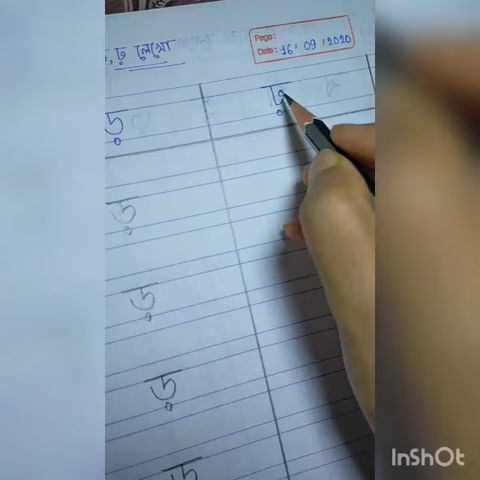 , ঢ় লেখো
Page:
Date: 16 / 09 / 2020
ড় ঢ়
ড়
ড়
ড়
ড়
InShOt